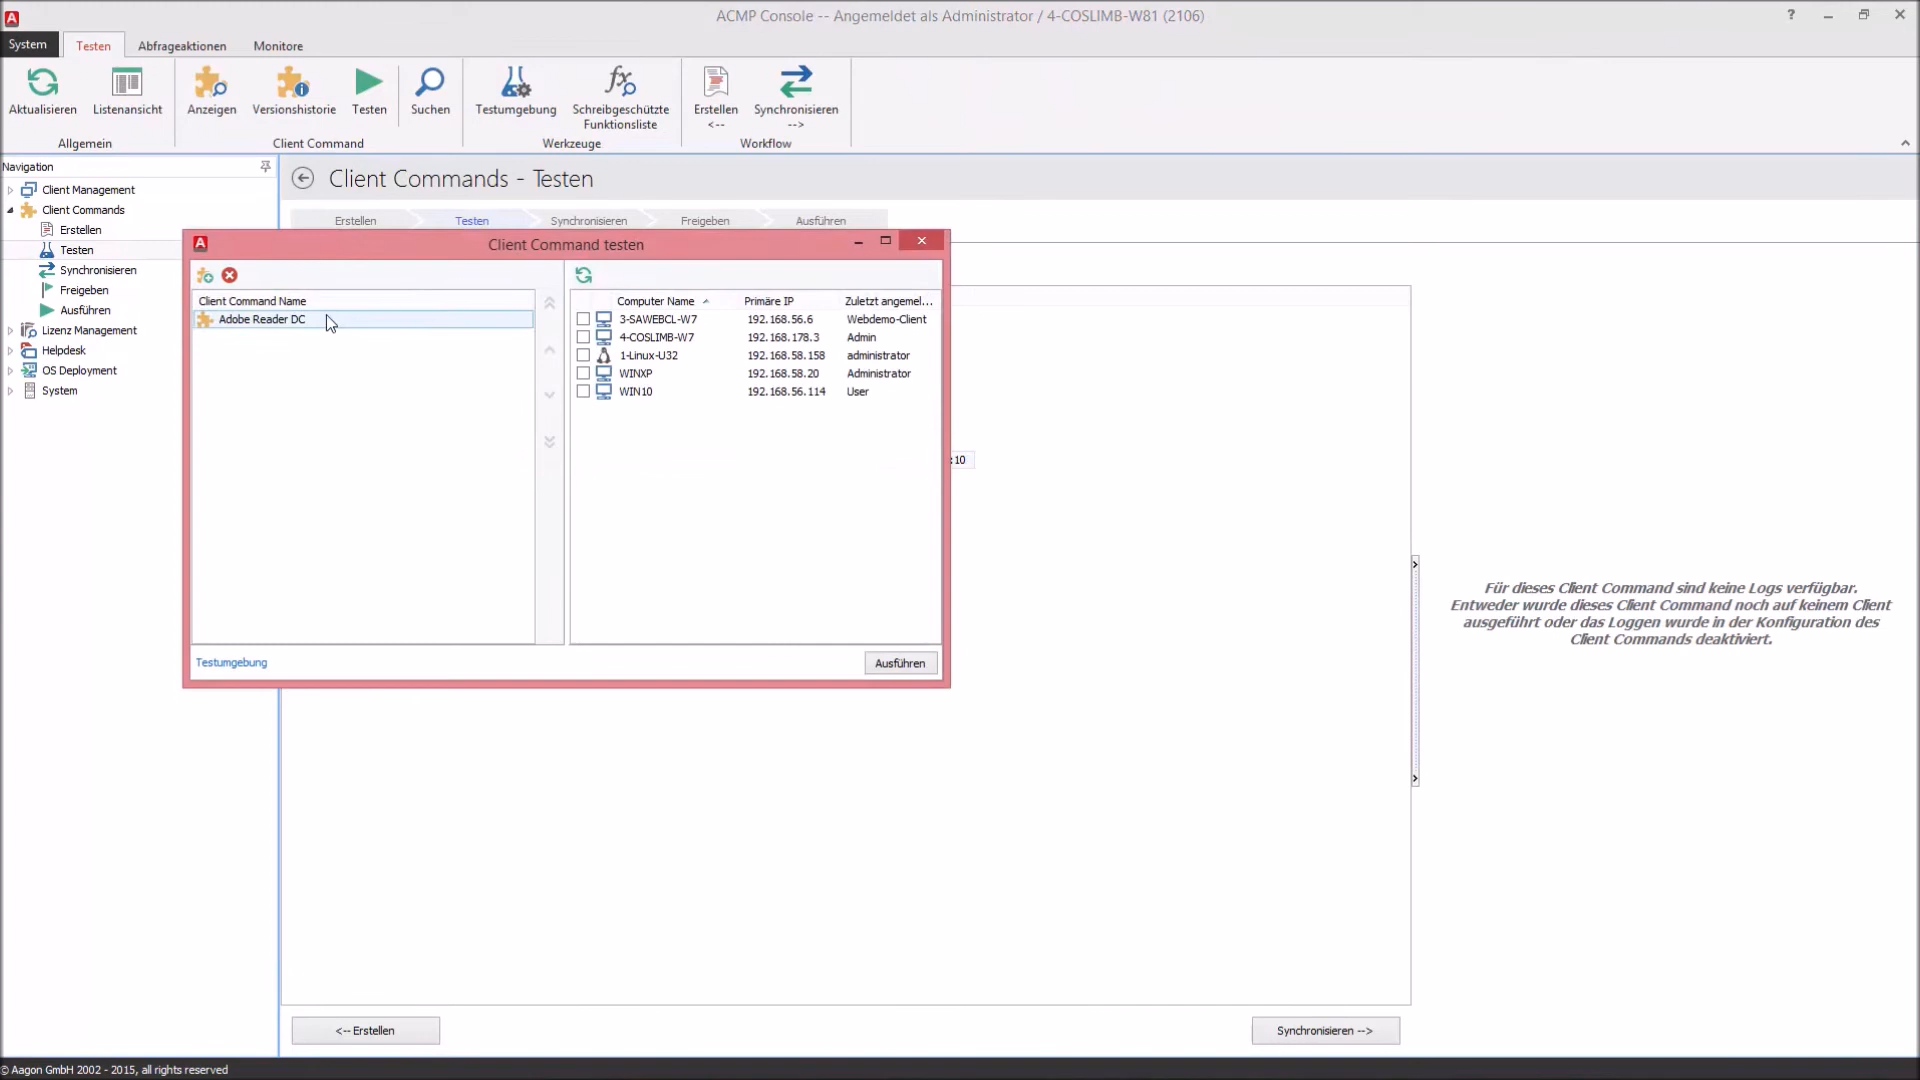 ACMP Console -- Angemeldet als Administrator / 4-COSLIMB-W81 (2106)
System
Testen
Abfrageaktionen
Monitore
Aktualisieren
Listenansicht
Anzeigen
Versionshistorie
Testen
Suchen
Testumgebung
Schreibgeschützte
Funktionsliste
Erstellen
<--
Synchronisieren
-->
Allgemein
Client Command
Werkzeuge
Workflow
Navigation
Client Management
Client Commands
Erstellen
Testen
Synchronisieren
Freigeben
Ausführen
Lizenz Management
Helpdesk
OS Deployment
System
Client Commands - Testen
Erstellen
Testen
Synchronisieren
Freigeben
Ausführen
Client Command testen
Client Command Name
Adobe Reader DC
Computer Name Primäre IP Zuletzt angemel...
3-SAWEBCL-W7 192.168.56.6 Webdemo-Client
4-COSLIMB-W7 192.168.178.3 Admin
1-Linux-U32 192.168.58.158 administrator
WINXP 192.168.58.20 Administrator
WIN10 192.168.56.114 User
Testumgebung
Ausführen
:10
Für dieses Client Command sind keine Logs verfügbar.
Entweder wurde dieses Client Command noch auf keinem Client
ausgeführt oder das Loggen wurde in der Konfiguration des
Client Commands deaktiviert.
<-- Erstellen
Synchronisieren -->
© Aagon GmbH 2002 - 2015, all rights reserved